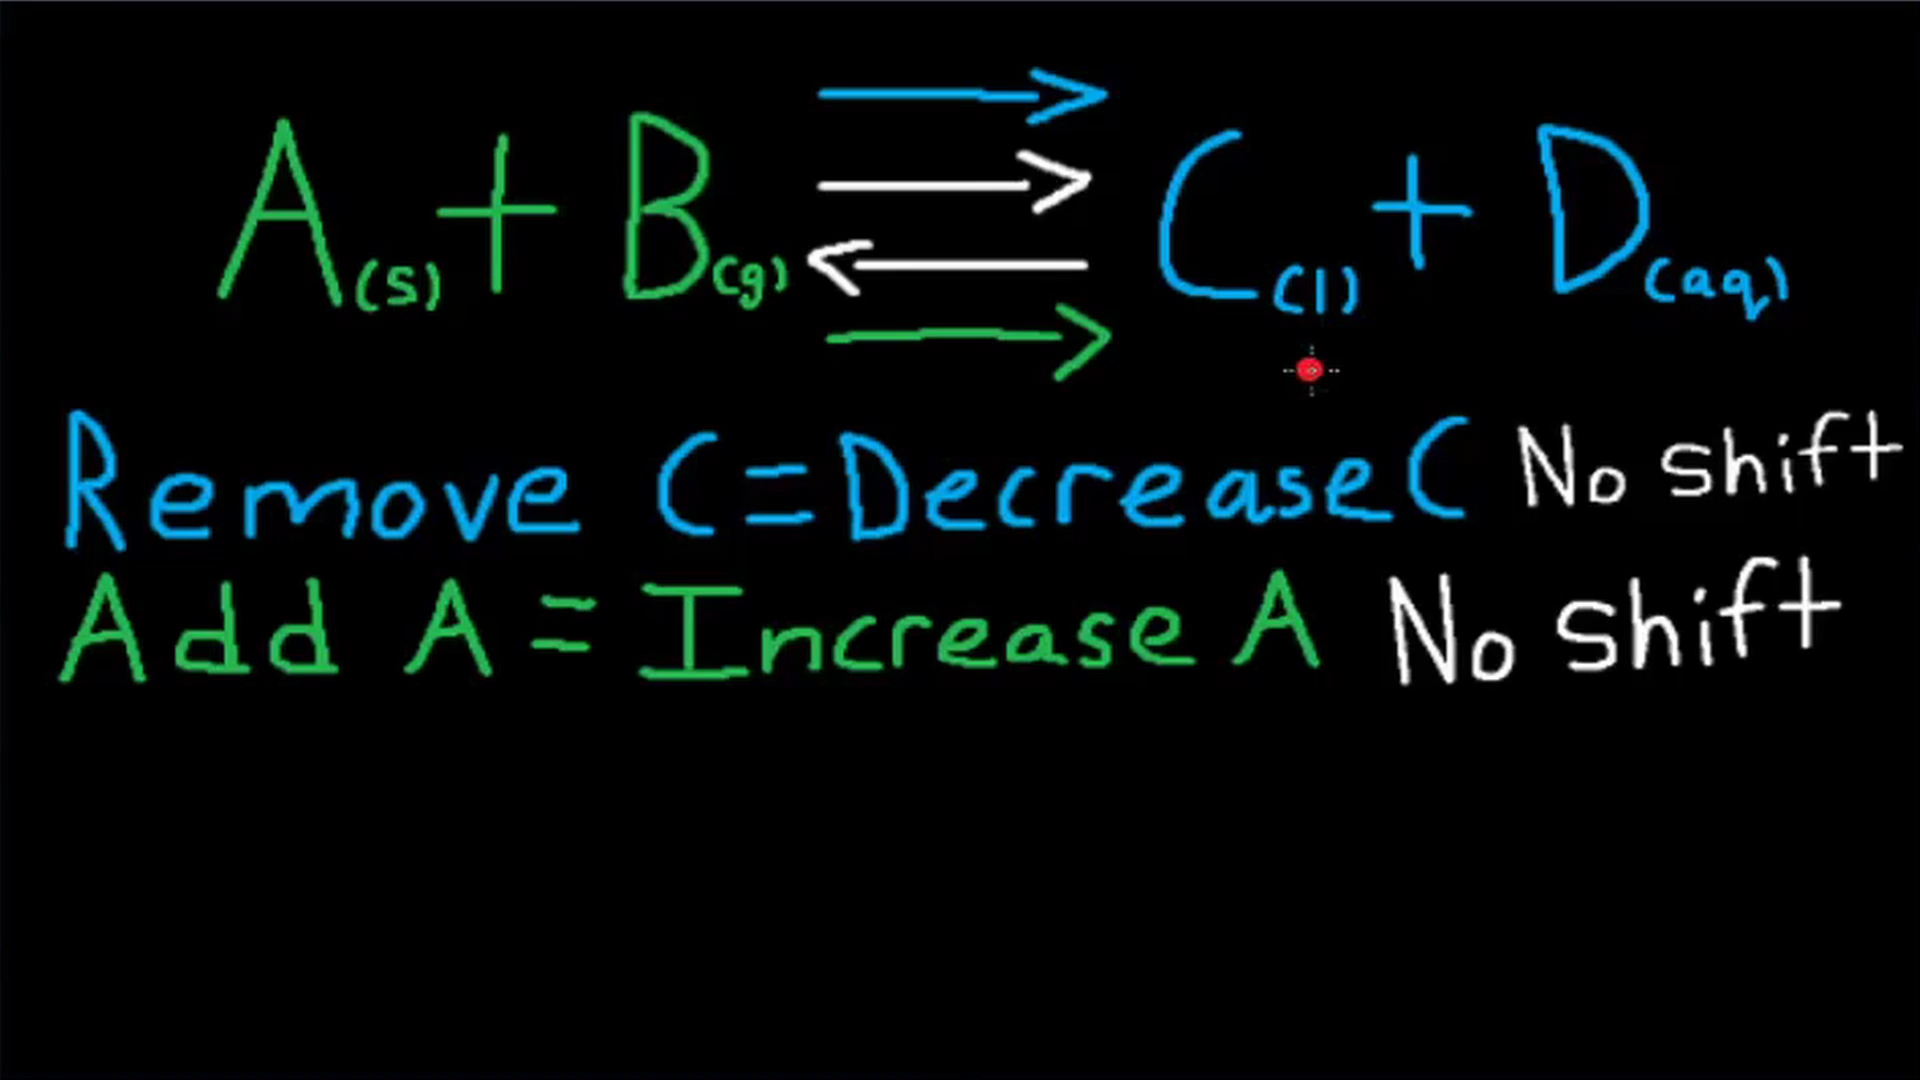 A(s) + B(g) ⇌ C(l) + D(aq)
Remove C = Decrease C No shift
Add A = Increase A No shift